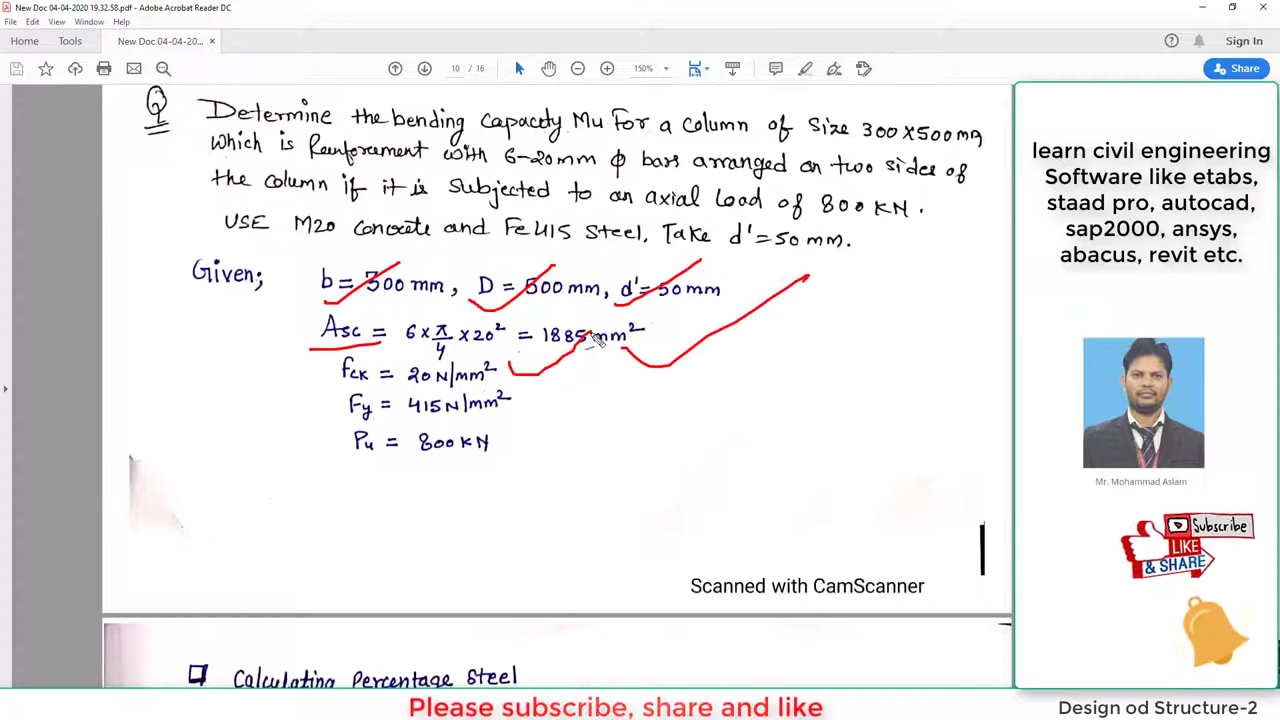 New Doc 04-04-2020 19.32.58.pdf - Adobe Acrobat Reader DC
File Edit View Window Help
Home Tools New Doc 04-04-20... × Sign In
10 / 16 150% Share
Q Determine the bending capacity Mu For a column of size 300X500mm
which is Reinforcement with 6-20mm φ bars arranged on two sides of
the column if it is subjected to an axial Load of 800 KN.
USE M20 concrete and Fe415 Steel. Take d'=50 mm.
Given;
b = 300 mm, D = 500 mm, d' = 50 mm
Asc = 6 × π/4 × 20² = 1885 mm²
fck = 20 N/mm²
Fy = 415 N/mm²
Pu = 800 KN
Scanned with CamScanner
Calculating Percentage Steel
learn civil engineering
Software like etabs,
staad pro, autocad,
sap2000, ansys,
abacus, revit etc.
Mr. Mohammad Aslam
Subscribe
LIKE
& SHARE
Please subscribe, share and like
Design od Structure-2